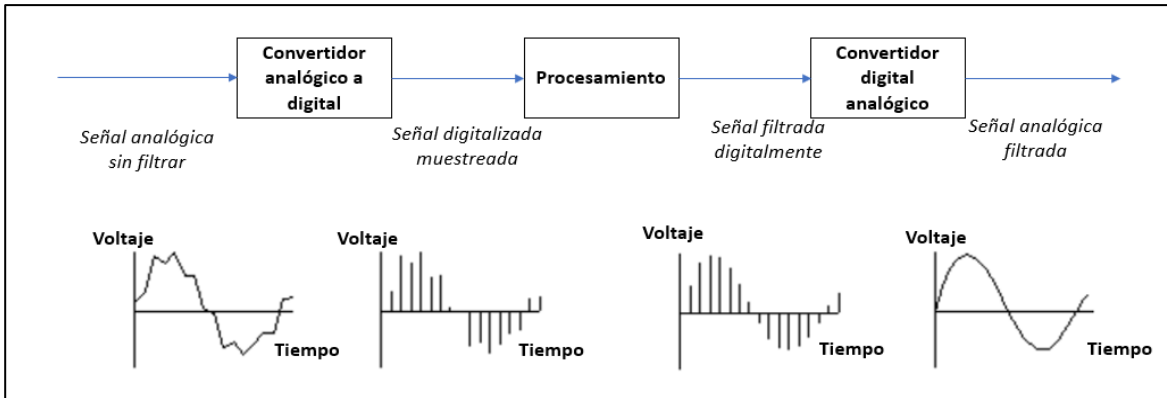 Convertidor
analógico a
digital
Procesamiento
Convertidor
digital
analógico
Señal analógica
sin filtrar
Señal digitalizada
muestreada
Señal filtrada
digitalmente
Señal analógica
filtrada
Voltaje
Tiempo
Voltaje
Tiempo
Voltaje
Tiempo
Voltaje
Tiempo